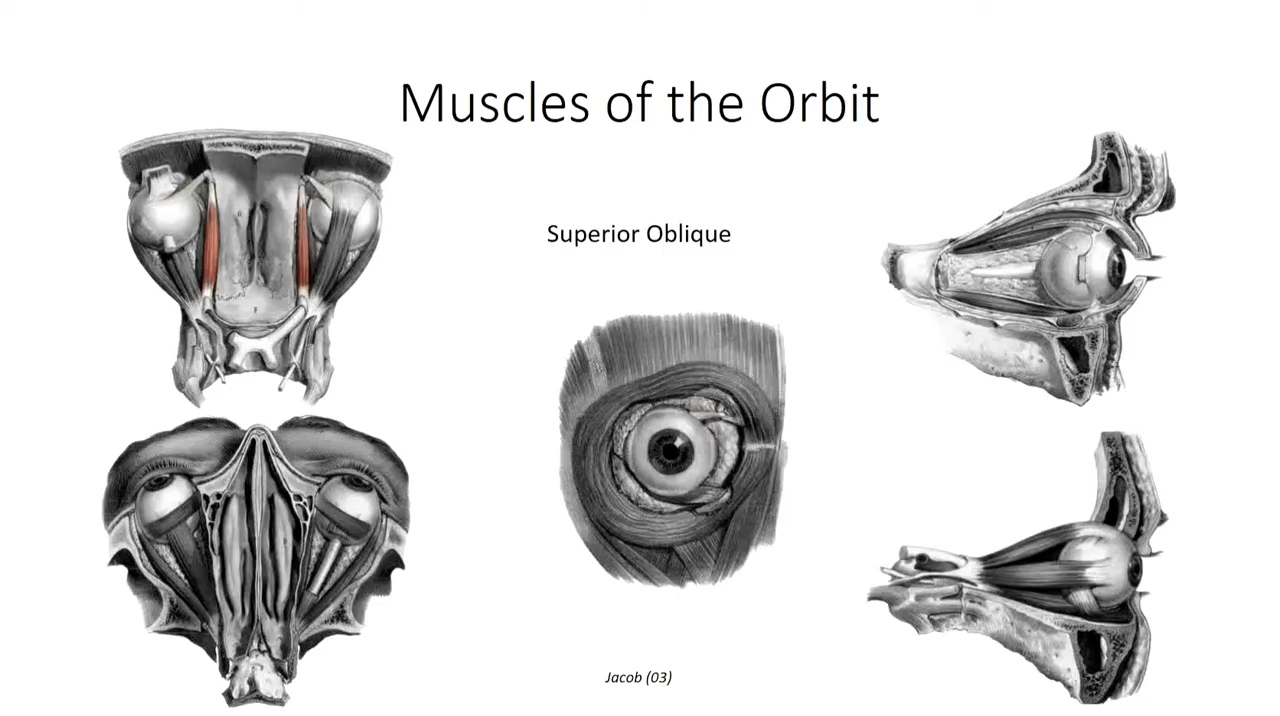 Muscles of the Orbit
Superior Oblique
Jacob (03)